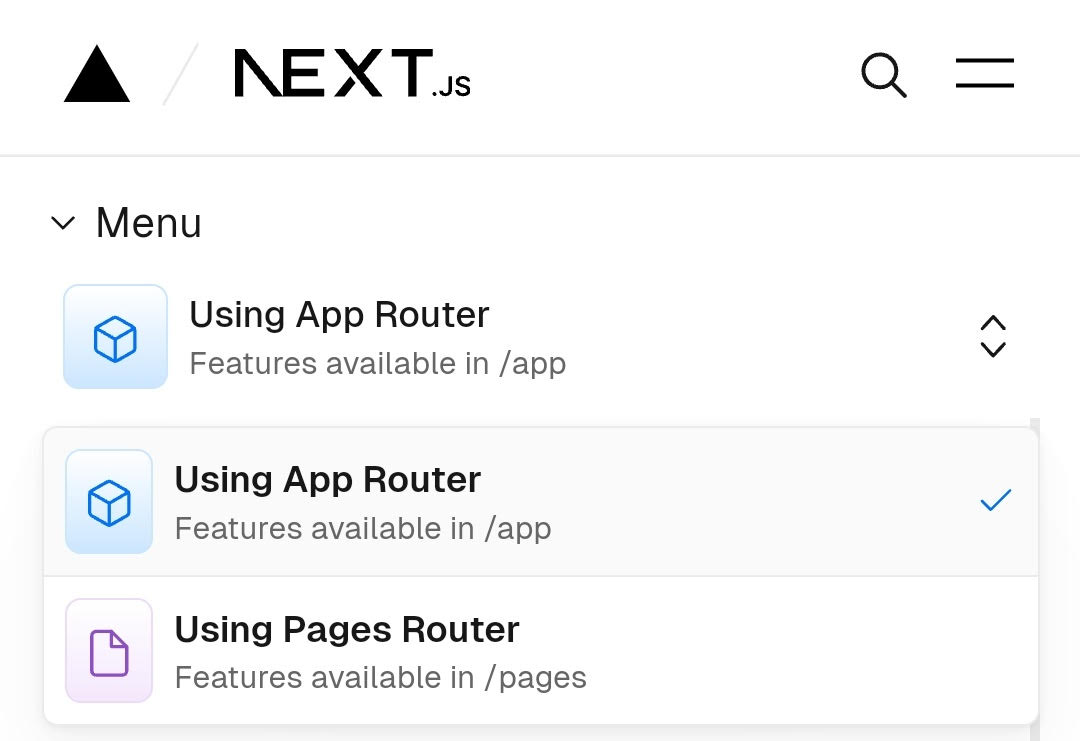 NEXT.JS
Menu
Using App Router
Features available in /app
Using App Router
Features available in /app
Using Pages Router
Features available in /pages